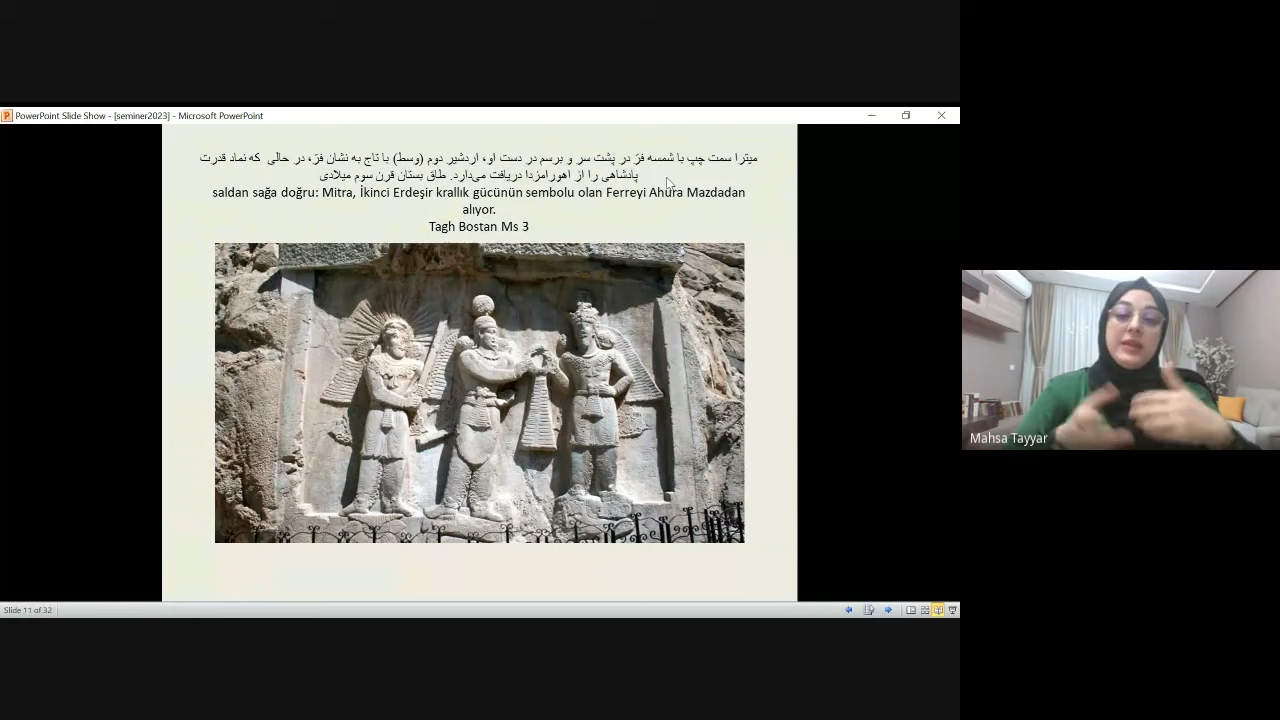 PowerPoint Slide Show - [seminer2023] - Microsoft PowerPoint
میترا سمت چپ با شمسه فرّ در پشت سر و برسم در دست او، اردشیر دوم (وسط) با تاج به نشان فرّ، در حالی که نماد قدرت
پادشاهی را از اهورامزدا دریافت می‌دارد. طاق بستان قرن سوم میلادی
saldan sağa doğru: Mitra, İkinci Erdeşir krallık gücünün sembolu olan Ferreyi Ahura Mazdadan
alıyor.
Tagh Bostan Ms 3
Mahsa Tayyar
Slide 11 of 32